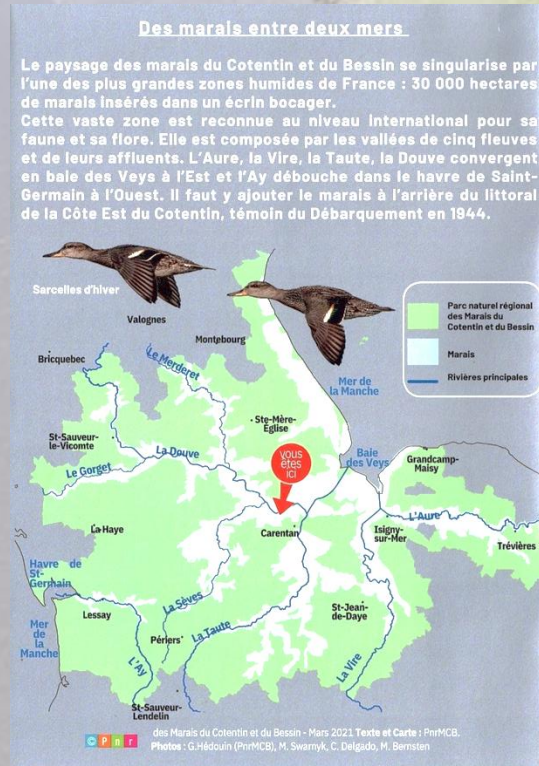 Des marais entre deux mers
Le paysage des marais du Cotentin et du Bessin se singularise par
l'une des plus grandes zones humides de France : 30 000 hectares
de marais insérés dans un écrin bocager.
Cette vaste zone est reconnue au niveau international pour sa
faune et sa flore. Elle est composée par les vallées de cinq fleuves
et de leurs affluents. L'Aure, la Vire, la Taute, la Douve convergent
en baie des Veys à l'Est et l'Ay débouche dans le havre de Saint-
Germain à l'Ouest. Il faut y ajouter le marais à l'arrière du littoral
de la Côte Est du Cotentin, témoin du Débarquement en 1944.
Sarcelles d'hiver
Valognes
Montebourg
Bricquebec
Le Merderet
Mer de
la Manche
Parc naturel régional
des Marais du
Cotentin et du Bessin
Marais
Rivières principales
Ste-Mère-
Église
St-Sauveur-
le-Vicomte
La Douve
Le Gorget
vous
êtes
ici
Baie
des Veys
Grandcamp-
Maisy
L'Aure
Isigny-
sur-Mer
Trévières
La Haye
Carentan
Havre de
St-
Germain
Lessay
La Sèves
Mer
de la
Manche
Périers
La Taute
St-Jean-
de-Daye
L'Ay
La Vire
St-Sauveur-
Lendelin
© P n r
des Marais du Cotentin et du Bessin - Mars 2021 Texte et Carte : PnrMCB.
Photos : G.Hédouin (PnrMCB), M. Swarnyk, C. Delgado, M. Bernsten